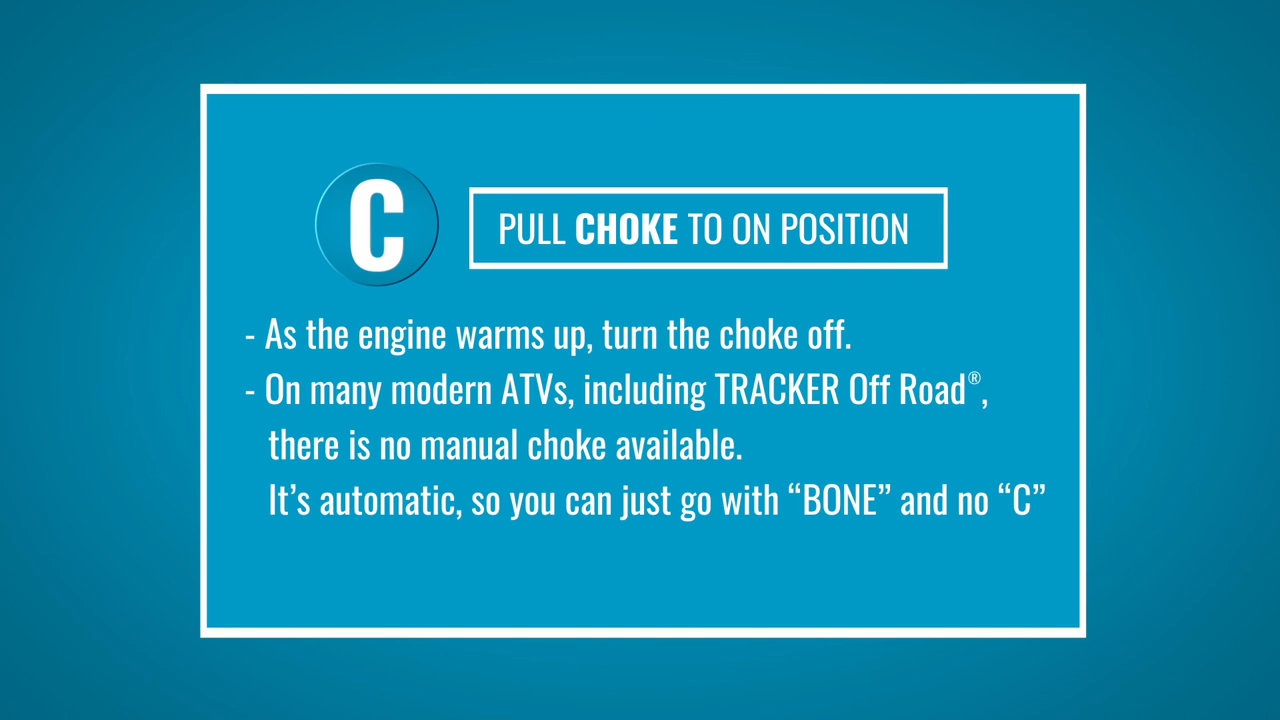 C
PULL CHOKE TO ON POSITION
- As the engine warms up, turn the choke off.
- On many modern ATVs, including TRACKER Off Road®,
there is no manual choke available.
It’s automatic, so you can just go with “BONE” and no “C”